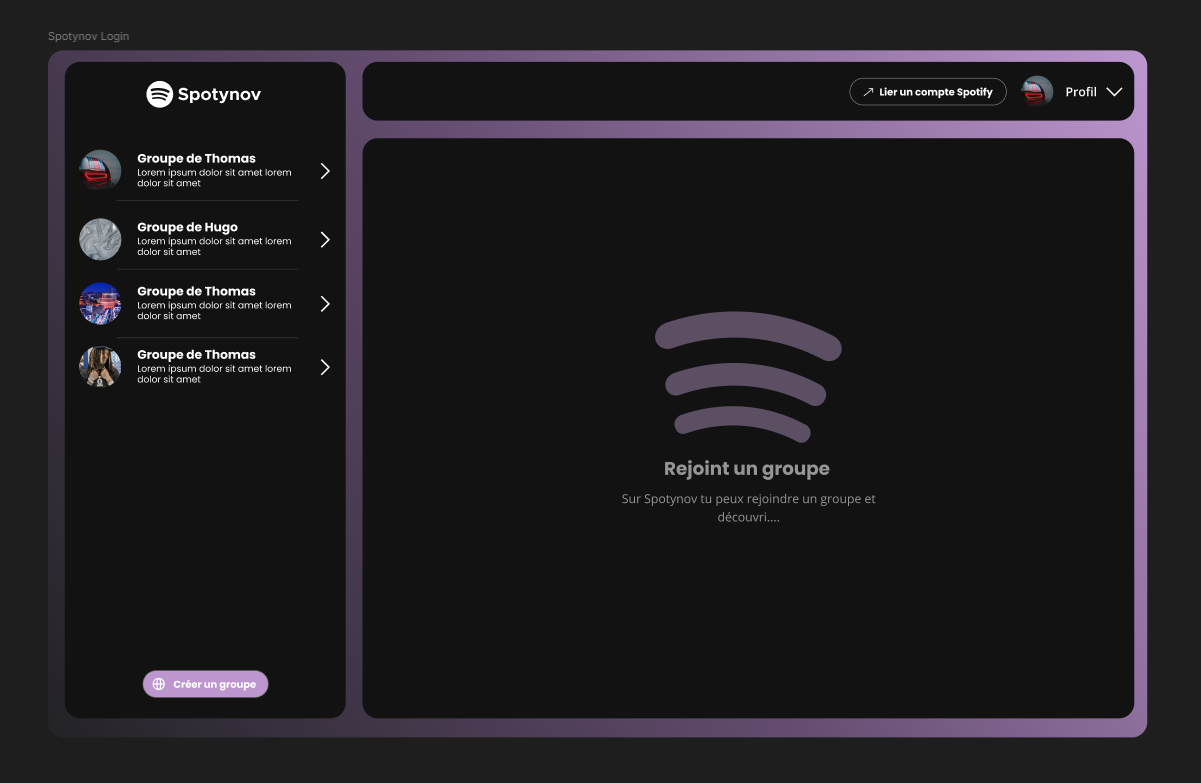 Spotynov Login
Spotynov
Lier un compte Spotify
Profil
Groupe de Thomas
Lorem ipsum dolor sit amet lorem
dolor sit amet
Groupe de Hugo
Lorem ipsum dolor sit amet lorem
dolor sit amet
Groupe de Thomas
Lorem ipsum dolor sit amet lorem
dolor sit amet
Groupe de Thomas
Lorem ipsum dolor sit amet lorem
dolor sit amet
Créer un groupe
Rejoint un groupe
Sur Spotynov tu peux rejoindre un groupe et
découvri....